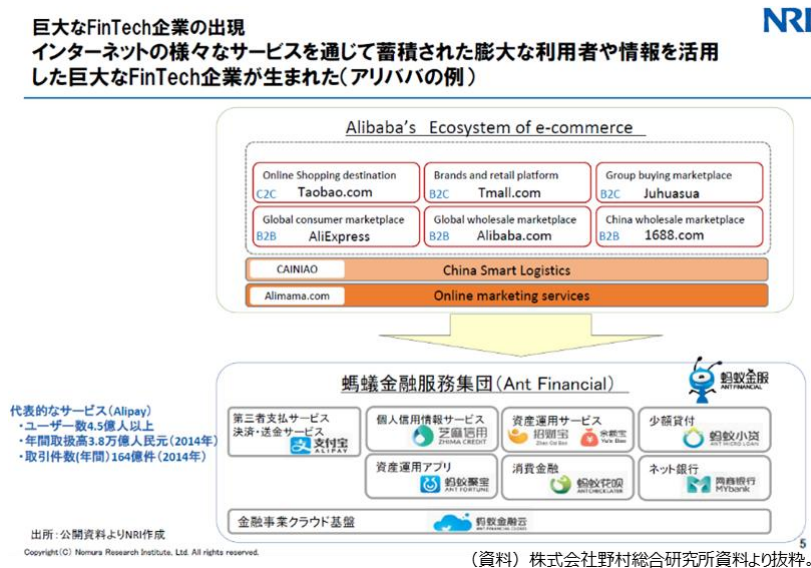 巨大なFinTech企業の出現
NRI
インターネットの様々なサービスを通じて蓄積された膨大な利用者や情報を活用
した巨大なFinTech企業が生まれた(アリババの例)
Alibaba's Ecosystem of e-commerce
Online Shopping destination
C2C Taobao.com
Brands and retail platform
B2C Tmall.com
Group buying marketplace
B2C Juhuasua
Global consumer marketplace
B2B AliExpress
Global wholesale marketplace
B2B Alibaba.com
China wholesale marketplace
B2B 1688.com
CAINIAO China Smart Logistics
Alimama.com Online marketing services
螞蟻金融服務集団(Ant Financial)
蚂蚁金服
ANT FINANCIAL
代表的なサービス(Alipay)
・ユーザー数4.5億人以上
・年間取扱高3.8万億人民元(2014年)
・取引件数(年間)164億件(2014年)
第三者支払サービス
決済・送金サービス
支付宝
ALIPAY
個人信用情報サービス
芝麻信用
ZHIMA CREDIT
資産運用サービス
招财宝
余额宝
少額貸付
蚂蚁小贷
資産運用アプリ
蚂蚁聚宝
ANT FORTUNE
消費金融
蚂蚁花呗
ネット銀行
网商银行
MYbank
金融事業クラウド基盤
蚂蚁金融云
出所:公開資料よりNRI作成
Copyright(C) Nomura Research Institute, Ltd. All rights reserved.
5
(資料) 株式会社野村総合研究所資料より抜粋。